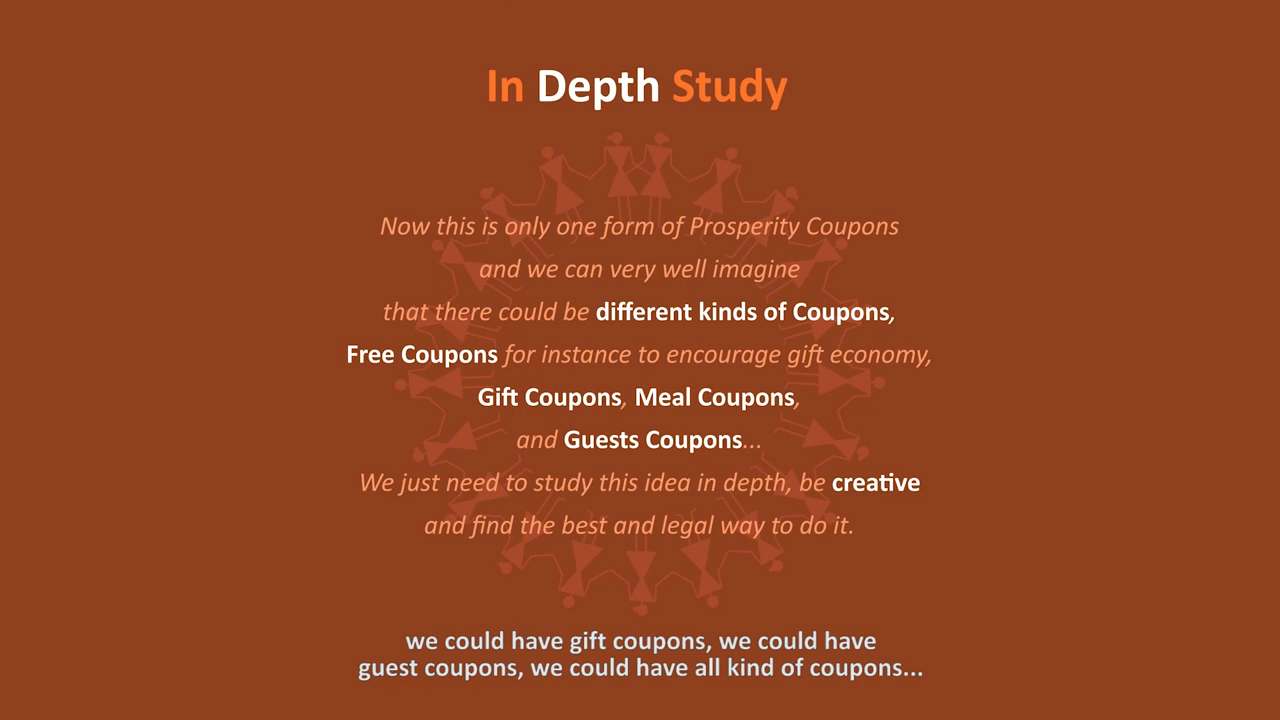 In Depth Study
Now this is only one form of Prosperity Coupons
and we can very well imagine
that there could be different kinds of Coupons,
Free Coupons for instance to encourage gift economy,
Gift Coupons, Meal Coupons,
and Guests Coupons...
We just need to study this idea in depth, be creative
and find the best and legal way to do it.
we could have gift coupons, we could have
guest coupons, we could have all kind of coupons...